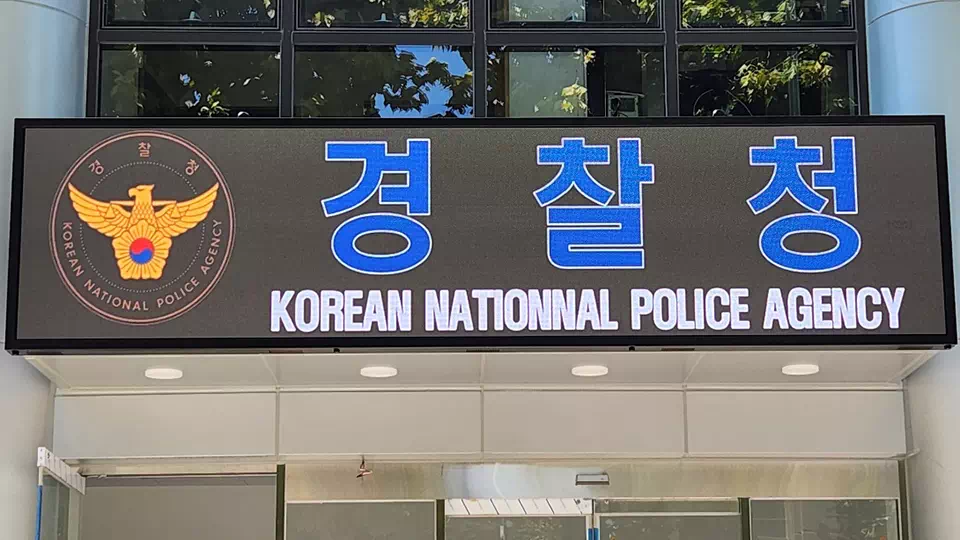 경찰청
KOREAN NATIONAL POLICE AGENCY
경찰청
KOREAN NATIONNAL POLICE AGENCY